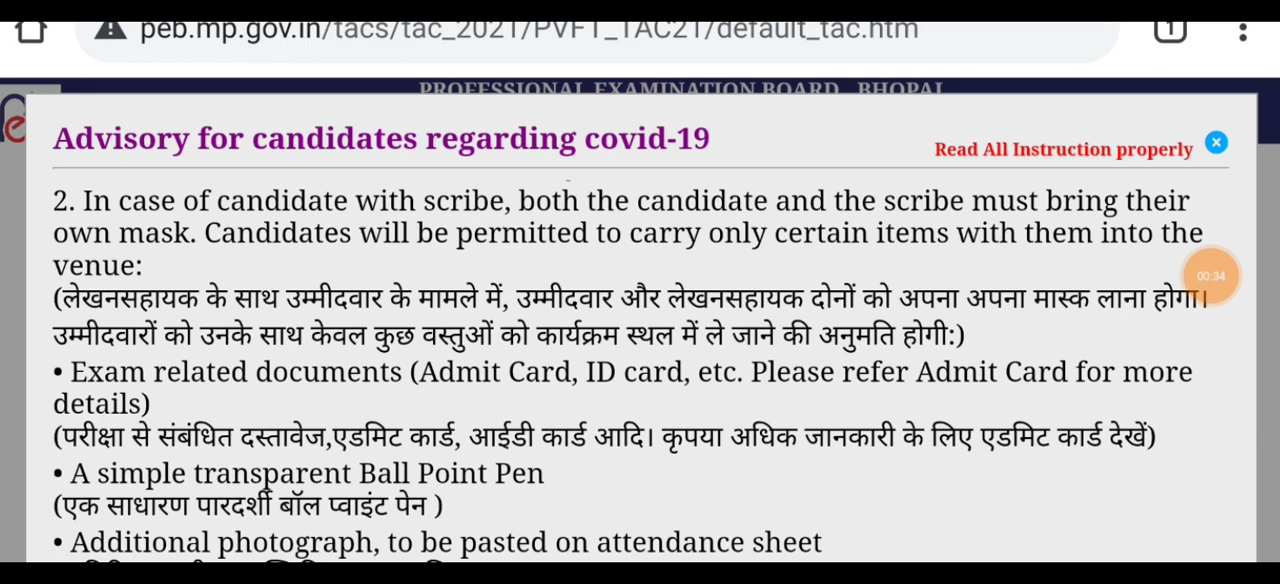 peb.mp.gov.in/tacs/tac_2021/PVFT_TAC21/default_tac.htm
1
PROFESSIONAL EXAMINATION BOARD, BHOPAL
Advisory for candidates regarding covid-19
Read All Instruction properly
2. In case of candidate with scribe, both the candidate and the scribe must bring their
own mask. Candidates will be permitted to carry only certain items with them into the
venue:
00:34
(लेखनसहायक के साथ उम्मीदवार के मामले में, उम्मीदवार और लेखनसहायक दोनों को अपना अपना मास्क लाना होगा।
उम्मीदवारों को उनके साथ केवल कुछ वस्तुओं को कार्यक्रम स्थल में ले जाने की अनुमति होगी:)
• Exam related documents (Admit Card, ID card, etc. Please refer Admit Card for more
details)
(परीक्षा से संबंधित दस्तावेज,एडमिट कार्ड, आईडी कार्ड आदि। कृपया अधिक जानकारी के लिए एडमिट कार्ड देखें)
• A simple transparent Ball Point Pen
(एक साधारण पारदर्शी बॉल प्वाइंट पेन )
• Additional photograph, to be pasted on attendance sheet